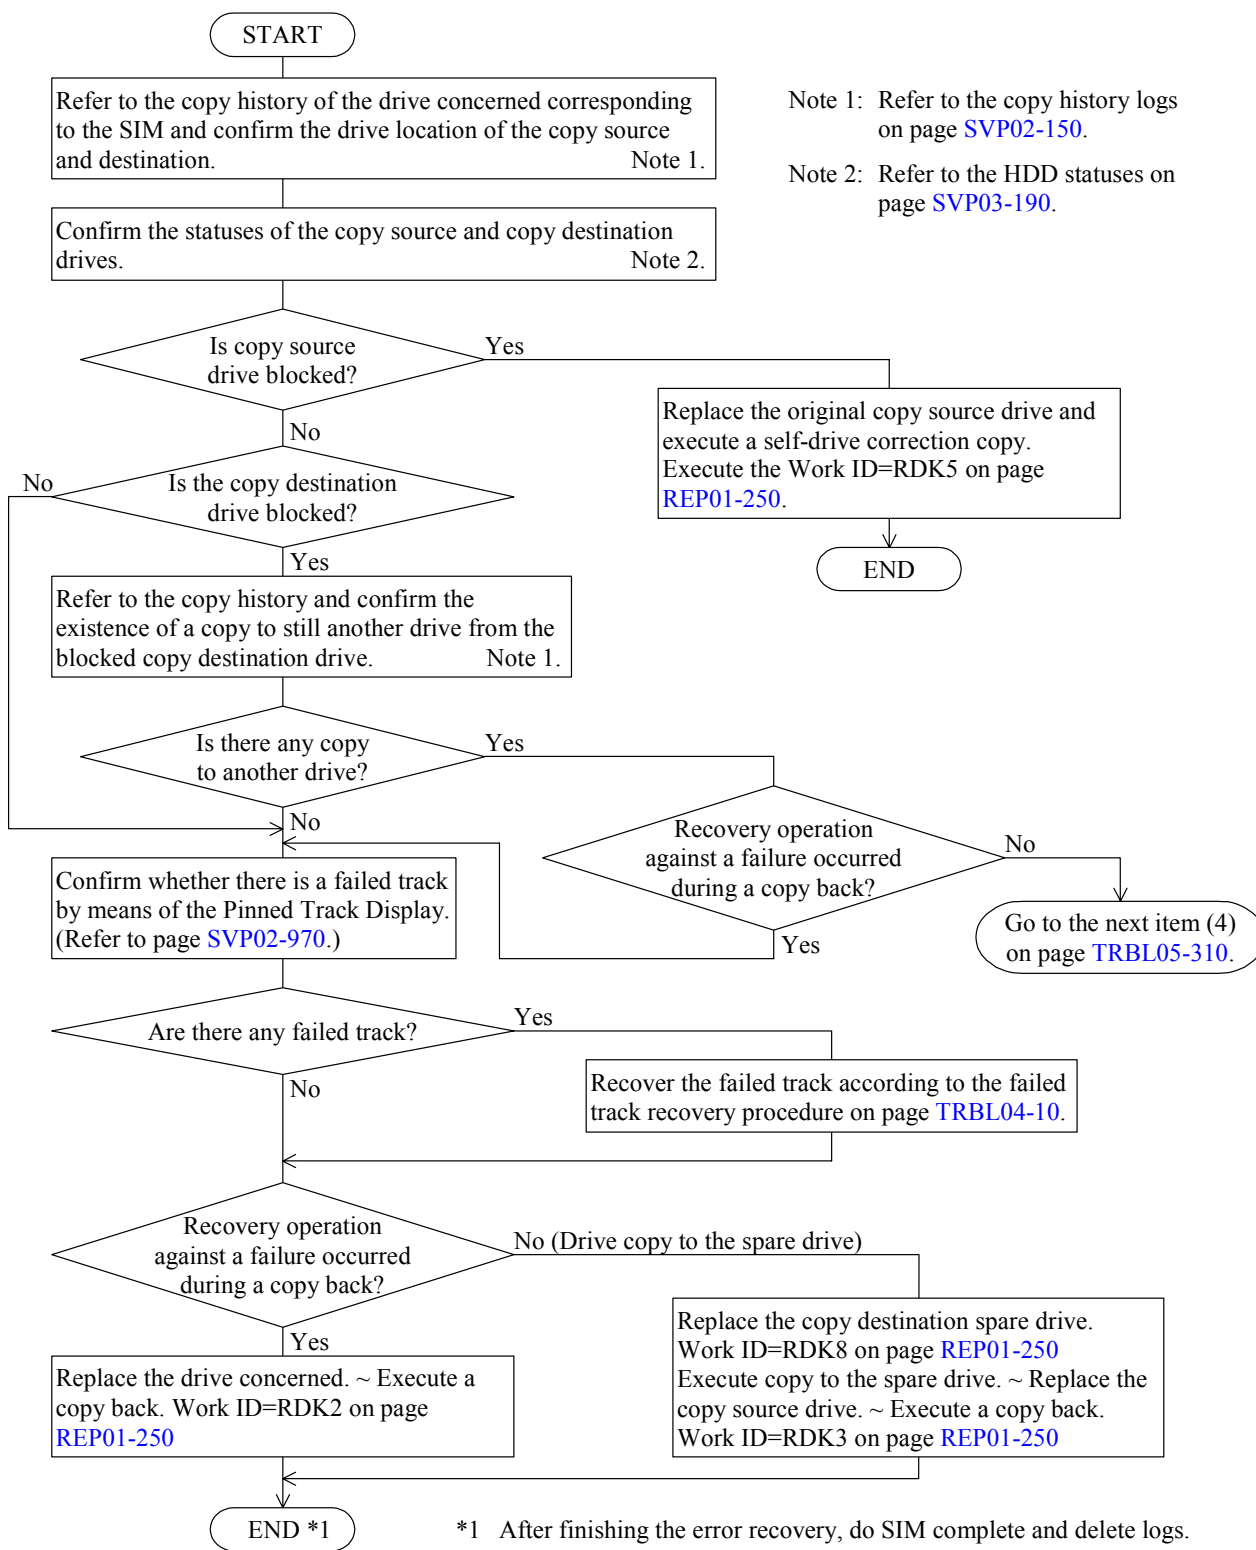 START
Refer to the copy history of the drive concerned corresponding
to the SIM and confirm the drive location of the copy source
and destination. Note 1.
Note 1: Refer to the copy history logs
on page SVP02-150.
Note 2: Refer to the HDD statuses on
page SVP03-190.
Confirm the statuses of the copy source and copy destination
drives. Note 2.
Is copy source
drive blocked?
Yes
No
Replace the original copy source drive and
execute a self-drive correction copy.
Execute the Work ID=RDK5 on page
REP01-250.
END
Is the copy destination
drive blocked?
No
Yes
Refer to the copy history and confirm the
existence of a copy to still another drive from the
blocked copy destination drive. Note 1.
Is there any copy
to another drive?
Yes
No
Recovery operation
against a failure occurred
during a copy back?
No
Yes
Go to the next item (4)
on page TRBL05-310.
Confirm whether there is a failed track
by means of the Pinned Track Display.
(Refer to page SVP02-970.)
Are there any failed track?
Yes
No
Recover the failed track according to the failed
track recovery procedure on page TRBL04-10.
Recovery operation
against a failure occurred
during a copy back?
No (Drive copy to the spare drive)
Yes
Replace the drive concerned. ~ Execute a
copy back. Work ID=RDK2 on page
REP01-250
Replace the copy destination spare drive.
Work ID=RDK8 on page REP01-250
Execute copy to the spare drive. ~ Replace the
copy source drive. ~ Execute a copy back.
Work ID=RDK3 on page REP01-250
END *1
*1 After finishing the error recovery, do SIM complete and delete logs.